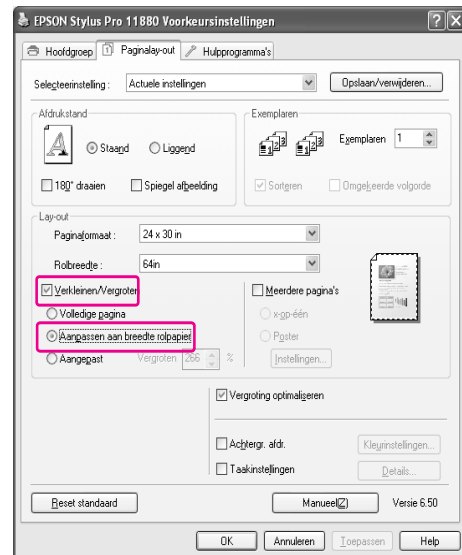 EPSON Stylus Pro 11880 Voorkeursinstellingen
Hoofdgroep Paginalay-out Hulpprogramma's
Selecteerinstelling : Actuele instellingen Opslaan/verwijderen...
Afdrukstand
Staand Liggend
180° draaien Spiegel afbeelding
Exemplaren
Exemplaren 1
Sorteren Omgekeerde volgorde
Lay-out
Paginaformaat : 24 x 30 in
Rolbreedte : 64in
Verkleinen/Vergroten
Volledige pagina
Aanpassen aan breedte rolpapier
Aangepast Vergroten 266 %
Meerdere pagina's
x-op-één
Poster
Instellingen...
Vergroting optimaliseren
Achtergr. afdr. Kleurinstellingen...
Taakinstellingen Details...
Reset standaard Manueel(Z) Versie 6.50
OK Annuleren Toepassen Help